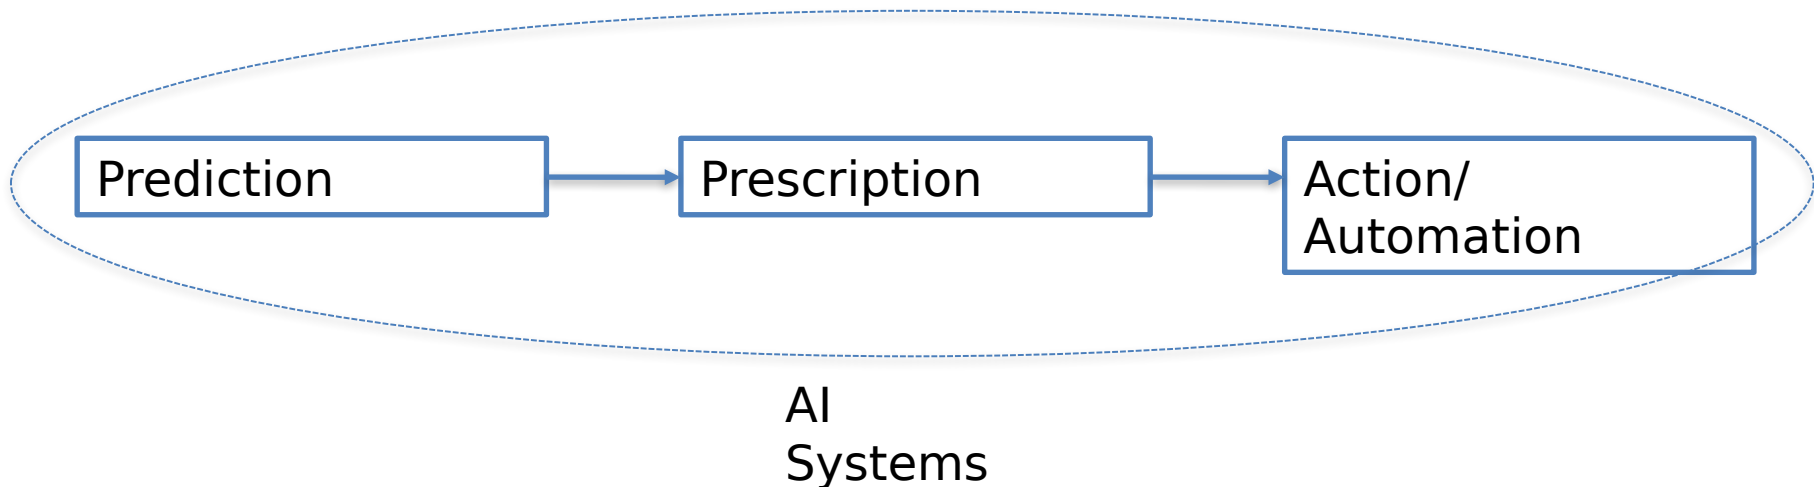 Prediction
Prescription
Action/
Automation
AI
Systems